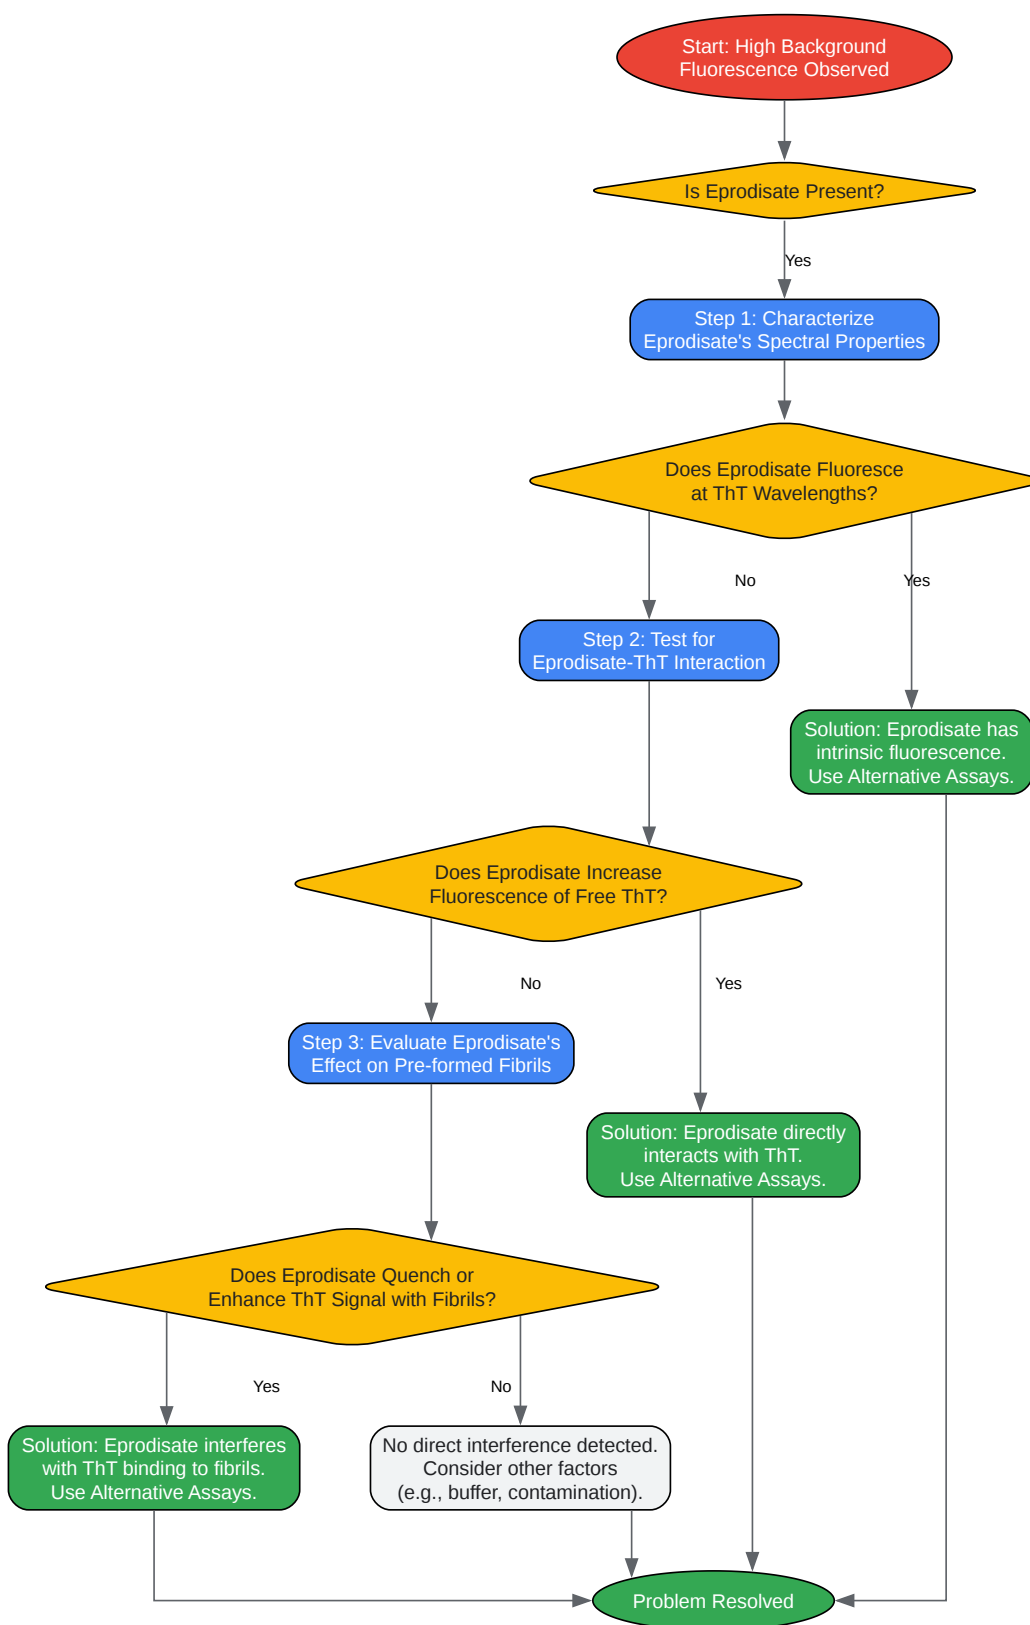 Start: High Background
Fluorescence Observed
Is Eprodisate Present?
Yes
Step 1: Characterize
Eprodisate's Spectral Properties
Does Eprodisate Fluoresce
at ThT Wavelengths?
No
Yes
Step 2: Test for
Eprodisate-ThT Interaction
Solution: Eprodisate has
intrinsic fluorescence.
Use Alternative Assays.
Does Eprodisate Increase
Fluorescence of Free ThT?
No
Yes
Step 3: Evaluate Eprodisate's
Effect on Pre-formed Fibrils
Solution: Eprodisate directly
interacts with ThT.
Use Alternative Assays.
Does Eprodisate Quench or
Enhance ThT Signal with Fibrils?
Yes
No
Solution: Eprodisate interferes
with ThT binding to fibrils.
Use Alternative Assays.
No direct interference detected.
Consider other factors
(e.g., buffer, contamination).
Problem Resolved